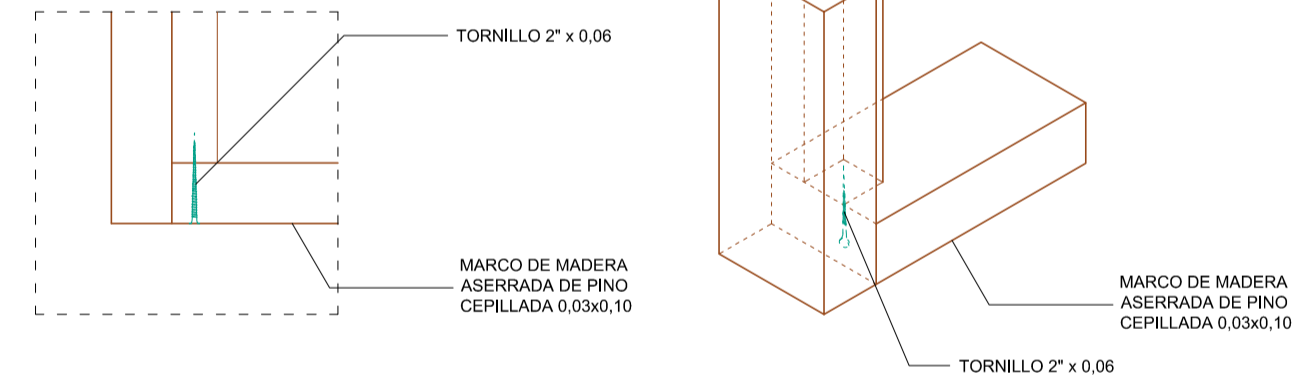 TORNILLO 2" x 0,06
MARCO DE MADERA
ASERRADA DE PINO
CEPILLADA 0,03x0,10
MARCO DE MADERA
ASERRADA DE PINO
CEPILLADA 0,03x0,10
TORNILLO 2" x 0,06